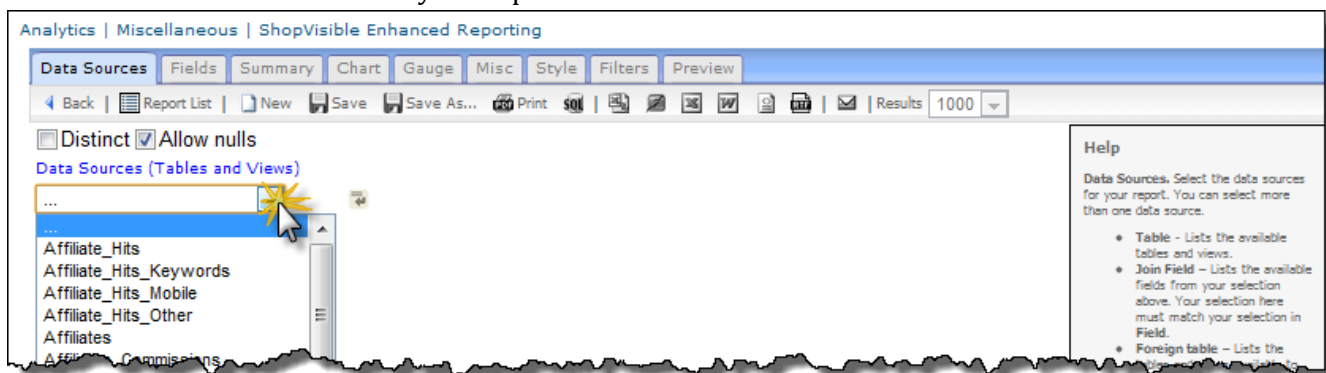 Analytics | Miscellaneous | ShopVisible Enhanced Reporting
Data Sources Fields Summary Chart Gauge Misc Style Filters Preview
Back | Report List | New Save Save As... Print SQL | | Results 1000
Distinct Allow nulls
Data Sources (Tables and Views)
...
...
Affiliate_Hits
Affiliate_Hits_Keywords
Affiliate_Hits_Mobile
Affiliate_Hits_Other
Affiliates
Help
Data Sources. Select the data sources
for your report. You can select more
than one data source.
• Table - Lists the available
tables and views.
• Join Field – Lists the available
fields from your selection
above. Your selection here
must match your selection in
Field.
• Foreign table – Lists the